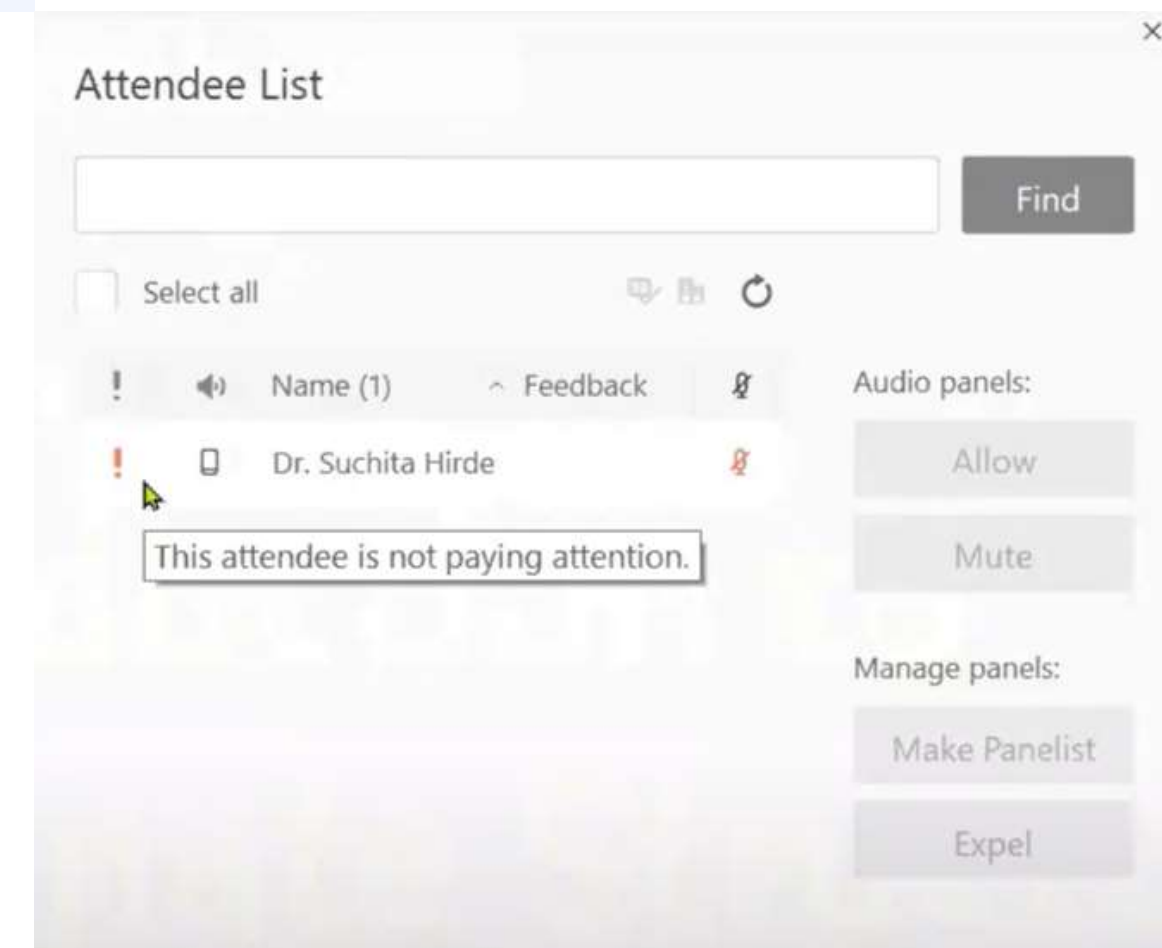 Attendee List
Find
Select all
Name (1)
Feedback
Audio panels:
Dr. Suchita Hirde
Allow
This attendee is not paying attention.
Mute
Manage panels:
Make Panelist
Expel